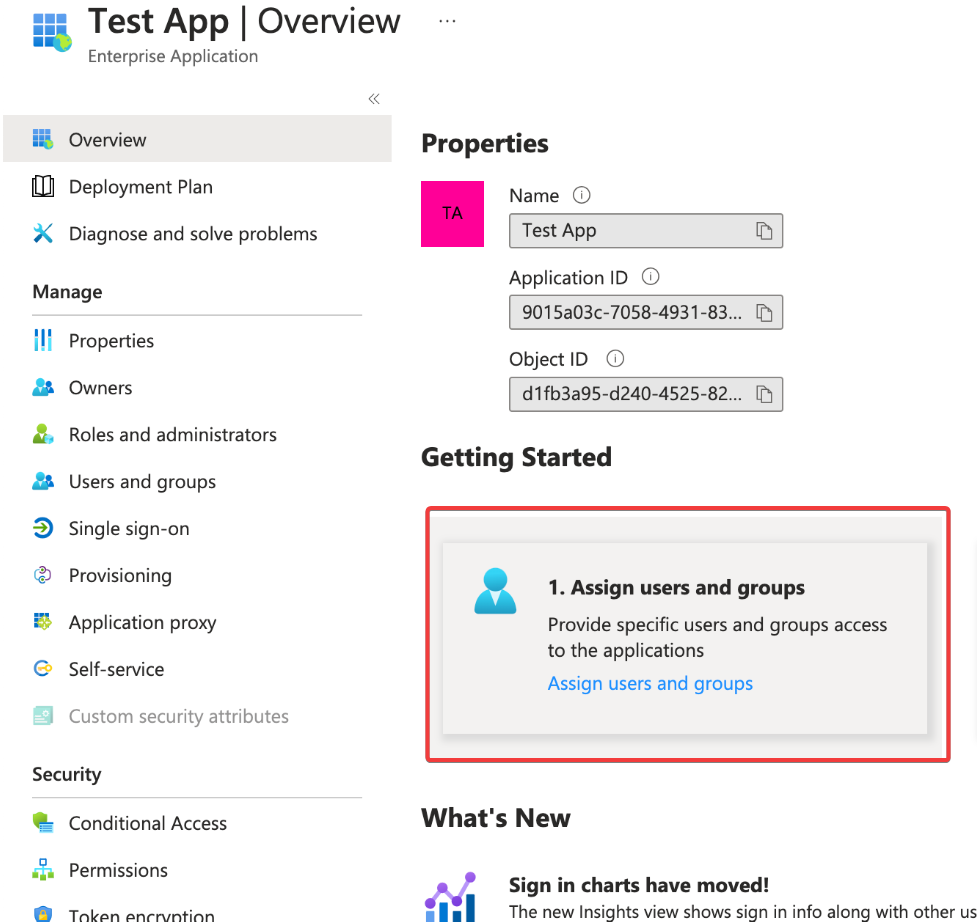 Test App | Overview ...
Enterprise Application
Overview
Deployment Plan
Diagnose and solve problems
Manage
Properties
Owners
Roles and administrators
Users and groups
Single sign-on
Provisioning
Application proxy
Self-service
Custom security attributes
Security
Conditional Access
Permissions
Token encryption
Properties
TA
Name
Test App
Application ID
9015a03c-7058-4931-83...
Object ID
d1fb3a95-d240-4525-82...
Getting Started
1. Assign users and groups
Provide specific users and groups access
to the applications
Assign users and groups
What's New
Sign in charts have moved!
The new Insights view shows sign in info along with other us